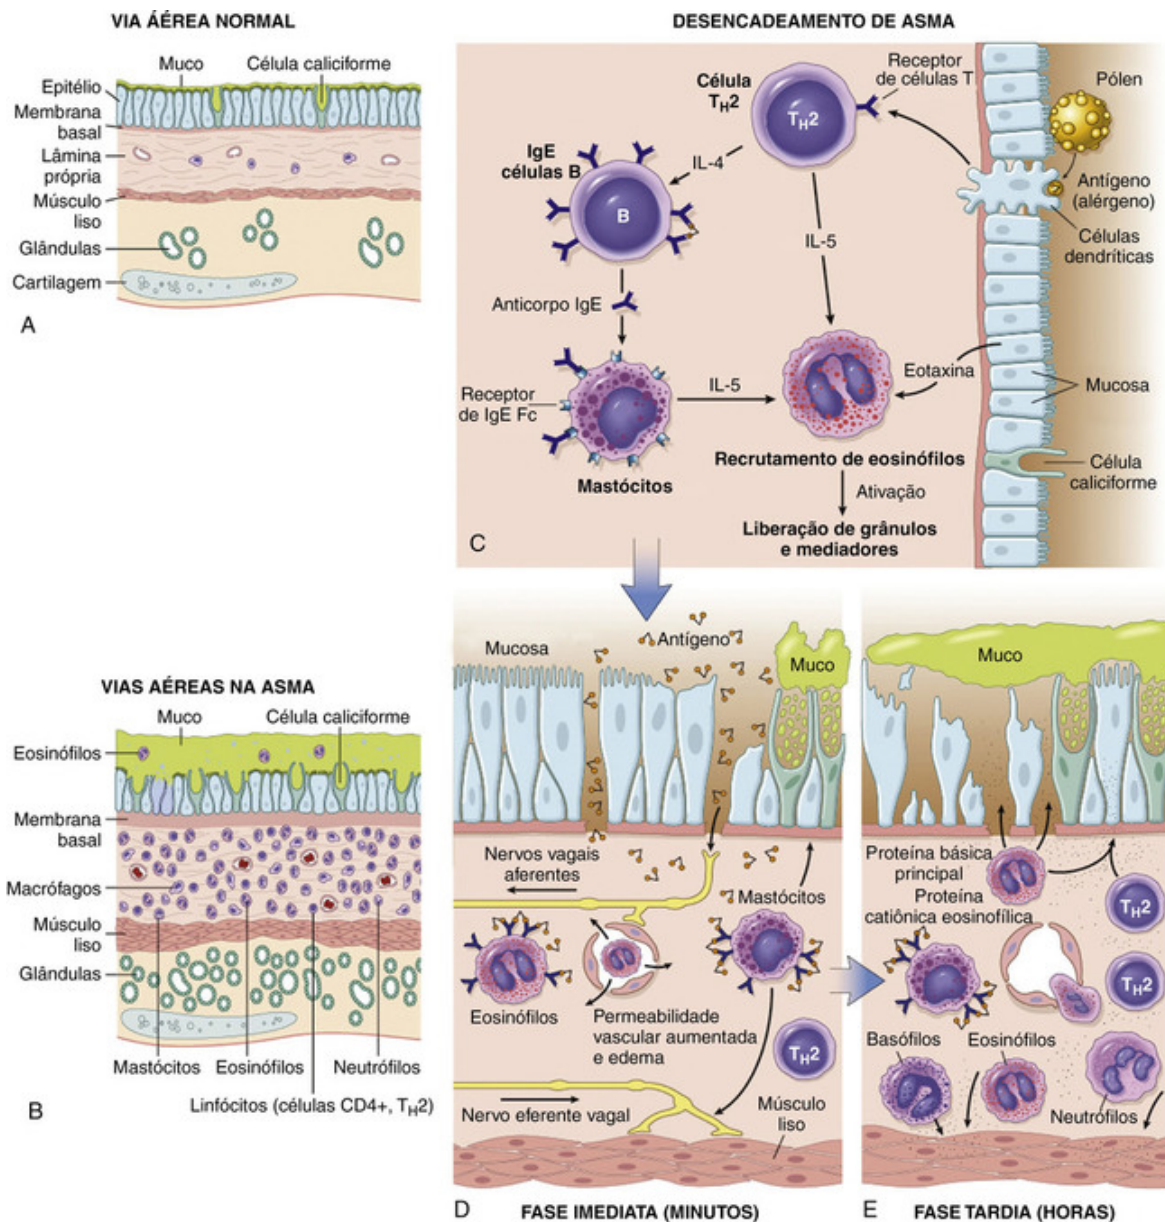 VIA ÁÉREA NORMAL
Muco
Célula caliciforme
Epitélio
Membrana
basal
Lâmina
própria
Músculo
liso
Glândulas
Cartilagem
A
DESENCADEAMENTO DE ASMA
Célula
TH2
TH2
Receptor
de células T
Pólen
IgE
células B
B
IL-4
IL-5
Antígeno
(alérgeno)
Células
dendríticas
Anticorpo IgE
Receptor
de IgE Fc
IL-5
Eotaxina
Mucosa
Mastócitos
Recrutamento de eosinófilos
Ativação
Liberação de grânulos
e mediadores
Célula
caliciforme
C
VIAS AÉREAS NA ASMA
Muco
Célula caliciforme
Eosinófilos
Membrana
basal
Macrófagos
Músculo
liso
Glândulas
Mastócitos
Eosinófilos
Neutrófilos
Linfócitos (células CD4+, TH2)
B
Mucosa
Antígeno
Muco
Nervos vagais
aferentes
Mastócitos
Eosinófilos
Permeabilidade
vascular aumentada
e edema
TH2
Nervo eferente vagal
Músculo
liso
D
FASE IMEDIATA (MINUTOS)
Muco
Proteína básica
principal
Proteína
catiônica eosinofílica
TH2
TH2
Basófilos
Eosinófilos
Neutrófilos
E
FASE TARDIA (HORAS)